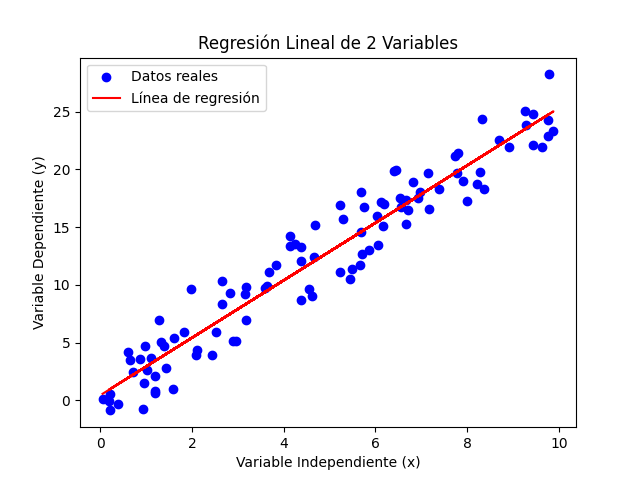 Regresión Lineal de 2 Variables
Datos reales
Línea de regresión
Variable Dependiente (y)
25
20
15
10
5
0
0 2 4 6 8 10
Variable Independiente (x)